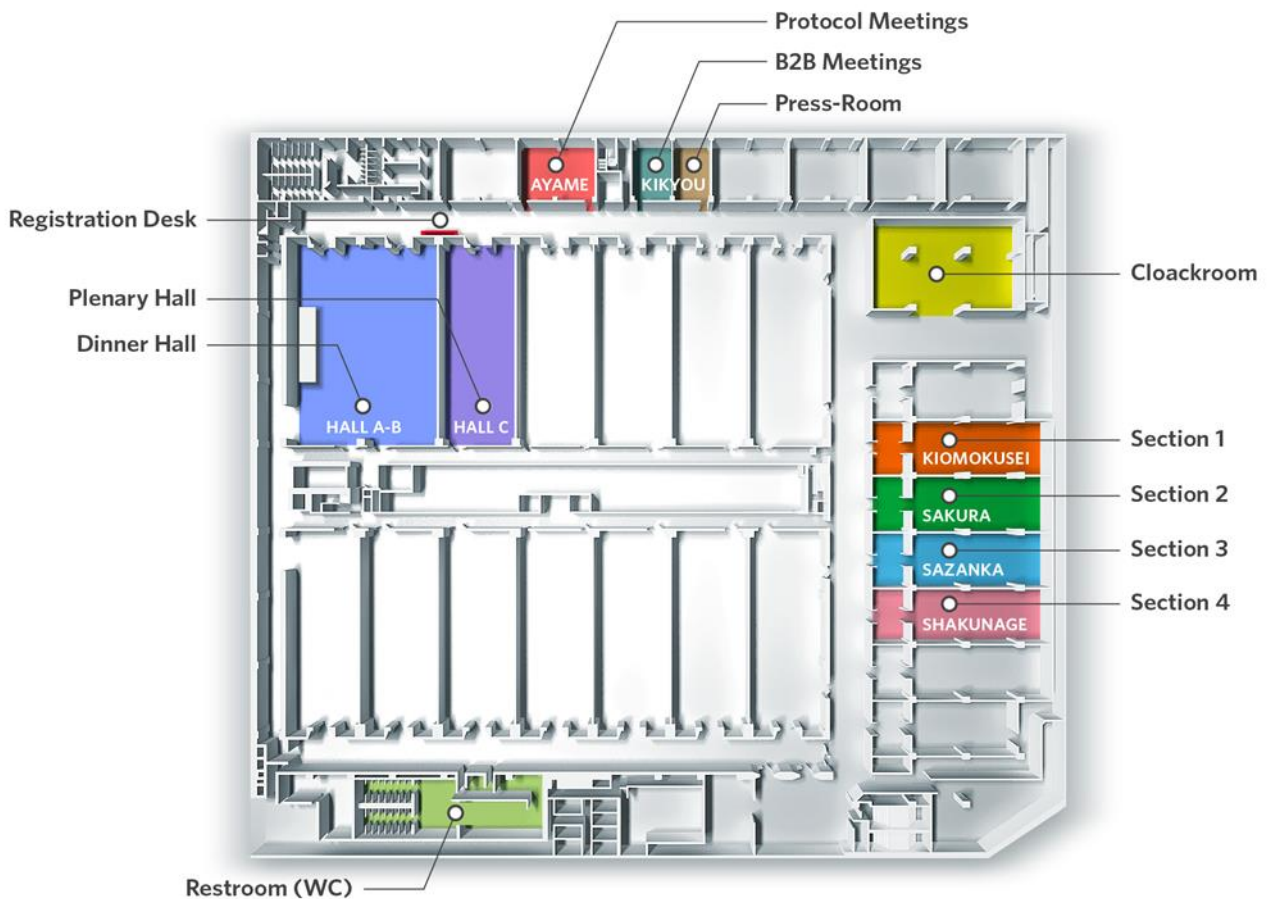 Protocol Meetings
B2B Meetings
Press-Room
AYAME
KIKYOU
Registration Desk
Cloackroom
Plenary Hall
Dinner Hall
HALL A-B
HALL C
Section 1
KIOMOKUSEI
Section 2
SAKURA
Section 3
SAZANKA
Section 4
SHAKUNAGE
Restroom (WC)